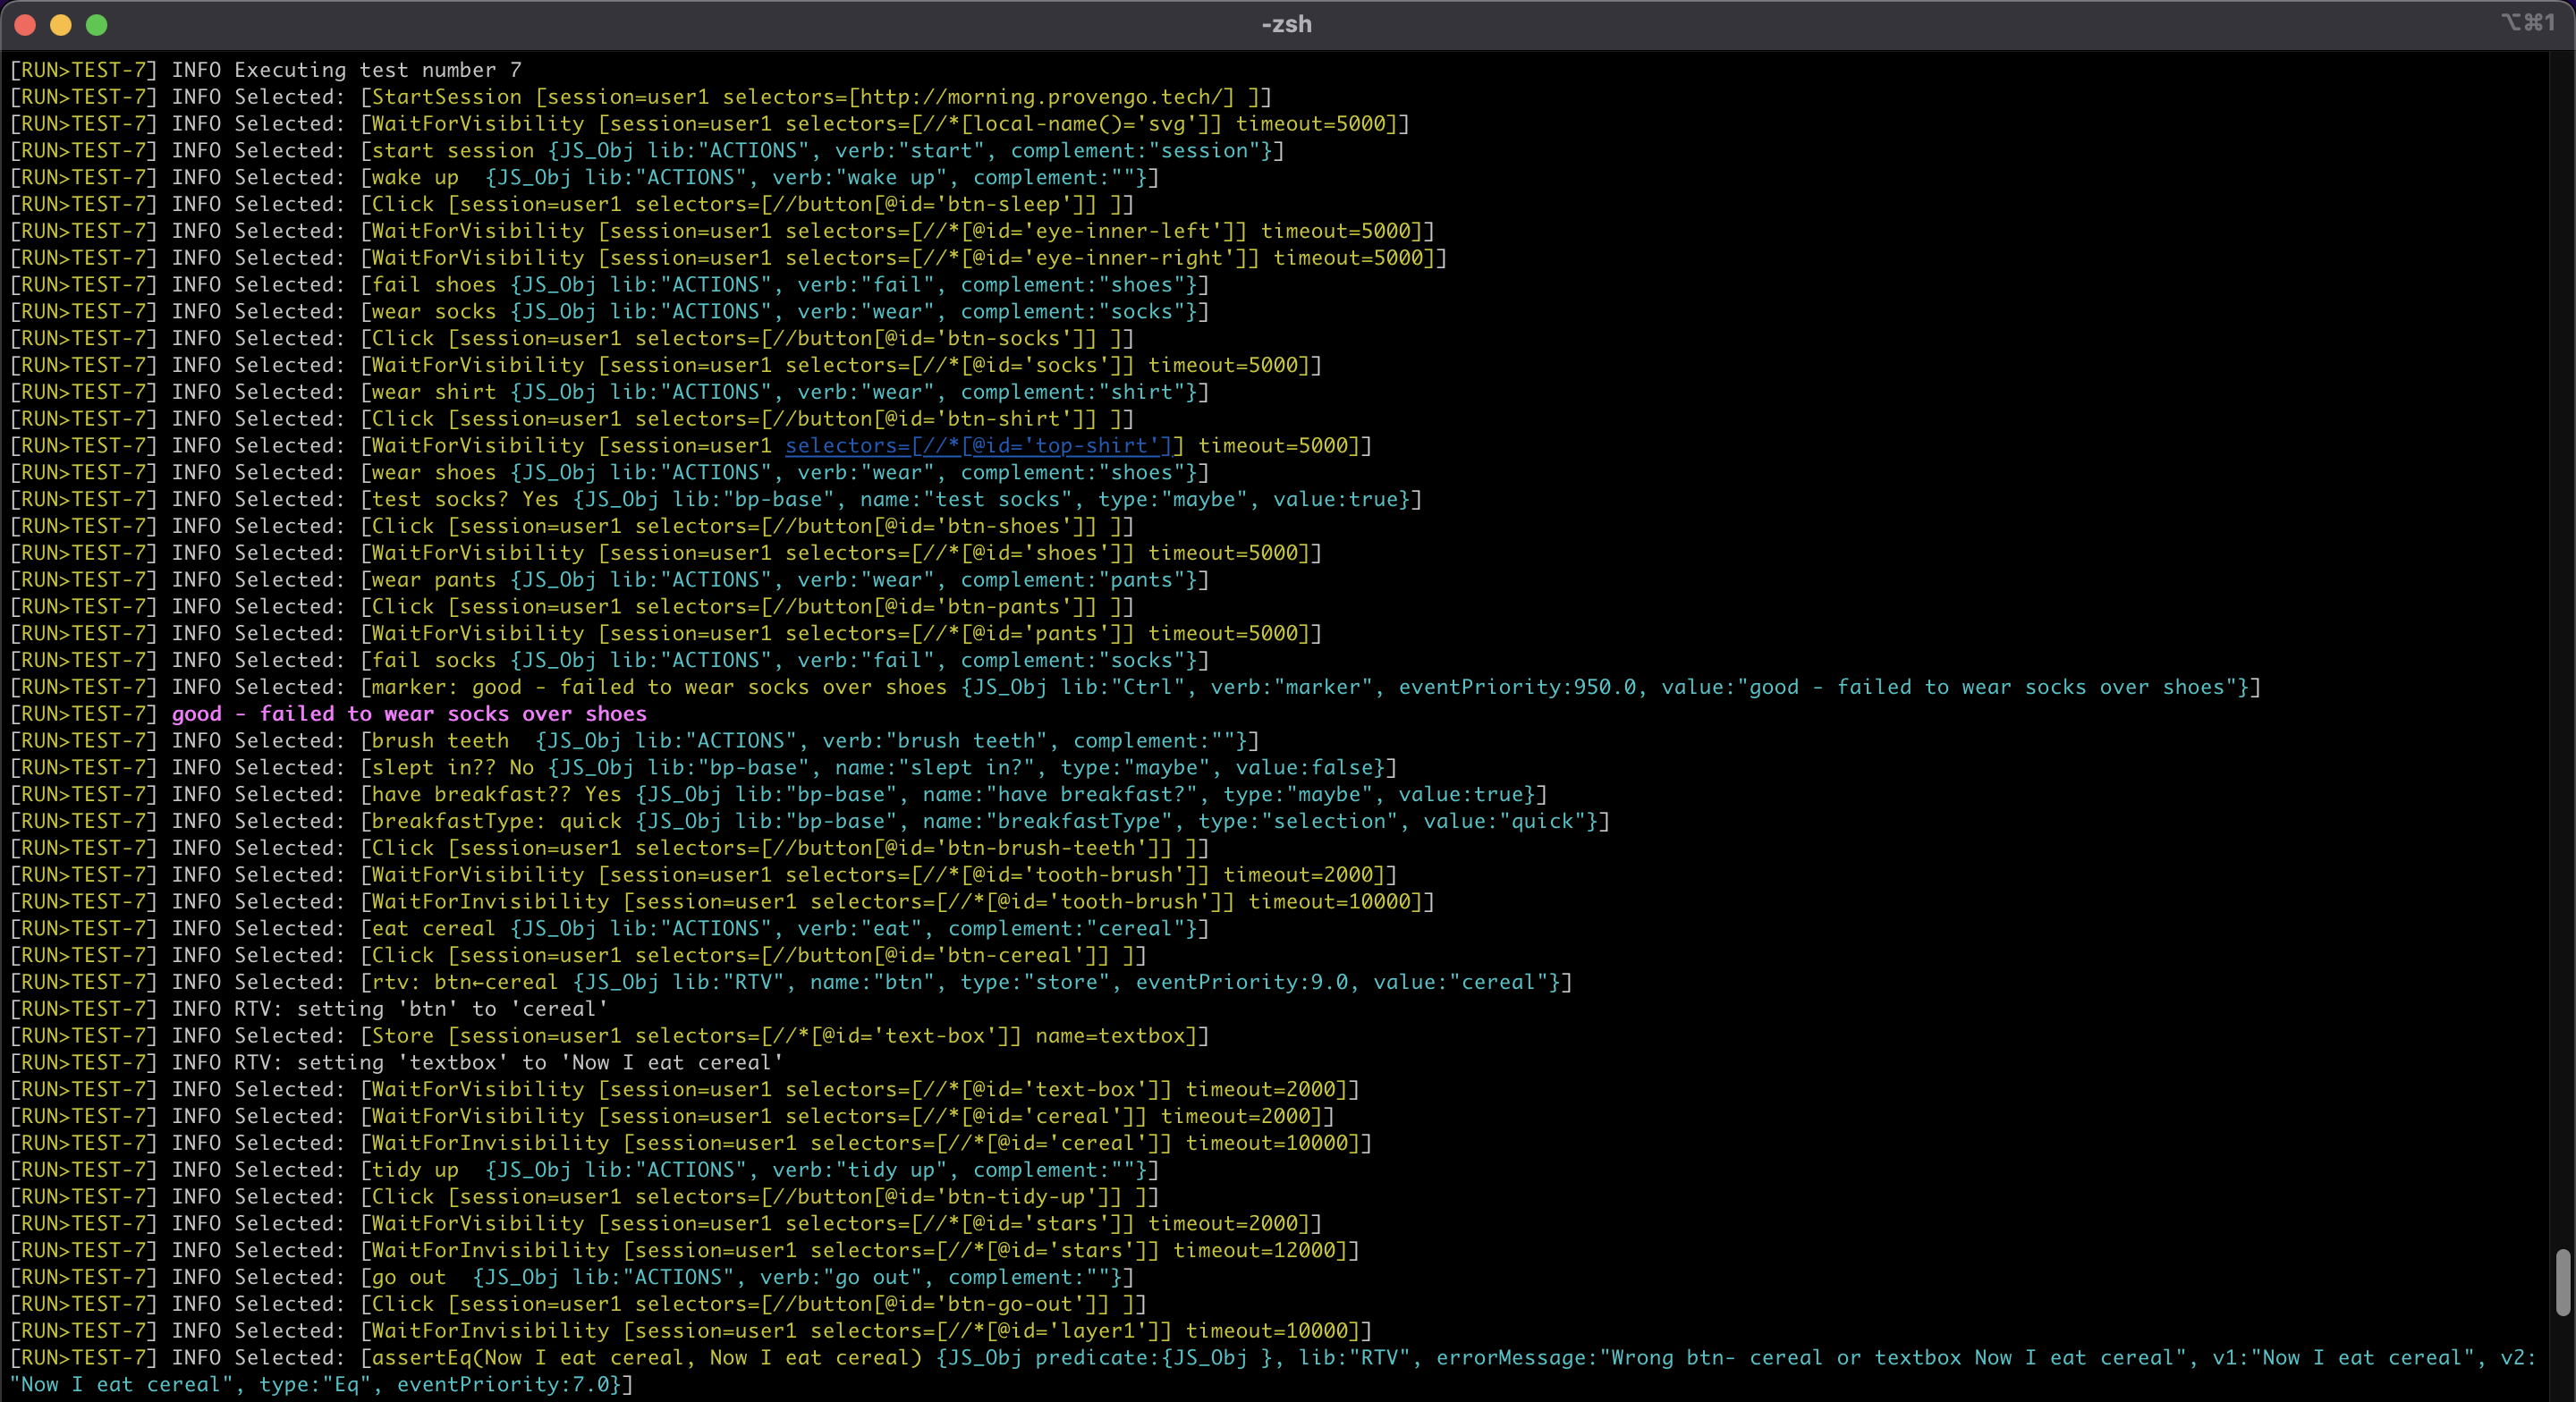 -zsh
⌥⌘1
[RUN>TEST-7] INFO Executing test number 7
[RUN>TEST-7] INFO Selected: [StartSession [session=user1 selectors=[http://morning.provengo.tech/] ]]
[RUN>TEST-7] INFO Selected: [WaitForVisibility [session=user1 selectors=[//*[local-name()='svg']] timeout=5000]]
[RUN>TEST-7] INFO Selected: [start session {JS_Obj lib:"ACTIONS", verb:"start", complement:"session"}]
[RUN>TEST-7] INFO Selected: [wake up  {JS_Obj lib:"ACTIONS", verb:"wake up", complement:""}]
[RUN>TEST-7] INFO Selected: [Click [session=user1 selectors=[//button[@id='btn-sleep']] ]]
[RUN>TEST-7] INFO Selected: [WaitForVisibility [session=user1 selectors=[//*[@id='eye-inner-left']] timeout=5000]]
[RUN>TEST-7] INFO Selected: [WaitForVisibility [session=user1 selectors=[//*[@id='eye-inner-right']] timeout=5000]]
[RUN>TEST-7] INFO Selected: [fail shoes {JS_Obj lib:"ACTIONS", verb:"fail", complement:"shoes"}]
[RUN>TEST-7] INFO Selected: [wear socks {JS_Obj lib:"ACTIONS", verb:"wear", complement:"socks"}]
[RUN>TEST-7] INFO Selected: [Click [session=user1 selectors=[//button[@id='btn-socks']] ]]
[RUN>TEST-7] INFO Selected: [WaitForVisibility [session=user1 selectors=[//*[@id='socks']] timeout=5000]]
[RUN>TEST-7] INFO Selected: [wear shirt {JS_Obj lib:"ACTIONS", verb:"wear", complement:"shirt"}]
[RUN>TEST-7] INFO Selected: [Click [session=user1 selectors=[//button[@id='btn-shirt']] ]]
[RUN>TEST-7] INFO Selected: [WaitForVisibility [session=user1 selectors=[//*[@id='top-shirt']] timeout=5000]]
[RUN>TEST-7] INFO Selected: [wear shoes {JS_Obj lib:"ACTIONS", verb:"wear", complement:"shoes"}]
[RUN>TEST-7] INFO Selected: [test socks? Yes {JS_Obj lib:"bp-base", name:"test socks", type:"maybe", value:true}]
[RUN>TEST-7] INFO Selected: [Click [session=user1 selectors=[//button[@id='btn-shoes']] ]]
[RUN>TEST-7] INFO Selected: [WaitForVisibility [session=user1 selectors=[//*[@id='shoes']] timeout=5000]]
[RUN>TEST-7] INFO Selected: [wear pants {JS_Obj lib:"ACTIONS", verb:"wear", complement:"pants"}]
[RUN>TEST-7] INFO Selected: [Click [session=user1 selectors=[//button[@id='btn-pants']] ]]
[RUN>TEST-7] INFO Selected: [WaitForVisibility [session=user1 selectors=[//*[@id='pants']] timeout=5000]]
[RUN>TEST-7] INFO Selected: [fail socks {JS_Obj lib:"ACTIONS", verb:"fail", complement:"socks"}]
[RUN>TEST-7] INFO Selected: [marker: good - failed to wear socks over shoes {JS_Obj lib:"Ctrl", verb:"marker", eventPriority:950.0, value:"good - failed to wear socks over shoes"}]
[RUN>TEST-7] good - failed to wear socks over shoes
[RUN>TEST-7] INFO Selected: [brush teeth  {JS_Obj lib:"ACTIONS", verb:"brush teeth", complement:""}]
[RUN>TEST-7] INFO Selected: [slept in?? No {JS_Obj lib:"bp-base", name:"slept in?", type:"maybe", value:false}]
[RUN>TEST-7] INFO Selected: [have breakfast?? Yes {JS_Obj lib:"bp-base", name:"have breakfast?", type:"maybe", value:true}]
[RUN>TEST-7] INFO Selected: [breakfastType: quick {JS_Obj lib:"bp-base", name:"breakfastType", type:"selection", value:"quick"}]
[RUN>TEST-7] INFO Selected: [Click [session=user1 selectors=[//button[@id='btn-brush-teeth']] ]]
[RUN>TEST-7] INFO Selected: [WaitForVisibility [session=user1 selectors=[//*[@id='tooth-brush']] timeout=2000]]
[RUN>TEST-7] INFO Selected: [WaitForInvisibility [session=user1 selectors=[//*[@id='tooth-brush']] timeout=10000]]
[RUN>TEST-7] INFO Selected: [eat cereal {JS_Obj lib:"ACTIONS", verb:"eat", complement:"cereal"}]
[RUN>TEST-7] INFO Selected: [Click [session=user1 selectors=[//button[@id='btn-cereal']] ]]
[RUN>TEST-7] INFO Selected: [rtv: btn←cereal {JS_Obj lib:"RTV", name:"btn", type:"store", eventPriority:9.0, value:"cereal"}]
[RUN>TEST-7] INFO RTV: setting 'btn' to 'cereal'
[RUN>TEST-7] INFO Selected: [Store [session=user1 selectors=[//*[@id='text-box']] name=textbox]]
[RUN>TEST-7] INFO RTV: setting 'textbox' to 'Now I eat cereal'
[RUN>TEST-7] INFO Selected: [WaitForVisibility [session=user1 selectors=[//*[@id='text-box']] timeout=2000]]
[RUN>TEST-7] INFO Selected: [WaitForVisibility [session=user1 selectors=[//*[@id='cereal']] timeout=2000]]
[RUN>TEST-7] INFO Selected: [WaitForInvisibility [session=user1 selectors=[//*[@id='cereal']] timeout=10000]]
[RUN>TEST-7] INFO Selected: [tidy up  {JS_Obj lib:"ACTIONS", verb:"tidy up", complement:""}]
[RUN>TEST-7] INFO Selected: [Click [session=user1 selectors=[//button[@id='btn-tidy-up']] ]]
[RUN>TEST-7] INFO Selected: [WaitForVisibility [session=user1 selectors=[//*[@id='stars']] timeout=2000]]
[RUN>TEST-7] INFO Selected: [WaitForInvisibility [session=user1 selectors=[//*[@id='stars']] timeout=12000]]
[RUN>TEST-7] INFO Selected: [go out  {JS_Obj lib:"ACTIONS", verb:"go out", complement:""}]
[RUN>TEST-7] INFO Selected: [Click [session=user1 selectors=[//button[@id='btn-go-out']] ]]
[RUN>TEST-7] INFO Selected: [WaitForInvisibility [session=user1 selectors=[//*[@id='layer1']] timeout=10000]]
[RUN>TEST-7] INFO Selected: [assertEq(Now I eat cereal, Now I eat cereal) {JS_Obj predicate:{JS_Obj }, lib:"RTV", errorMessage:"Wrong btn- cereal or textbox Now I eat cereal", v1:"Now I eat cereal", v2:
"Now I eat cereal", type:"Eq", eventPriority:7.0}]